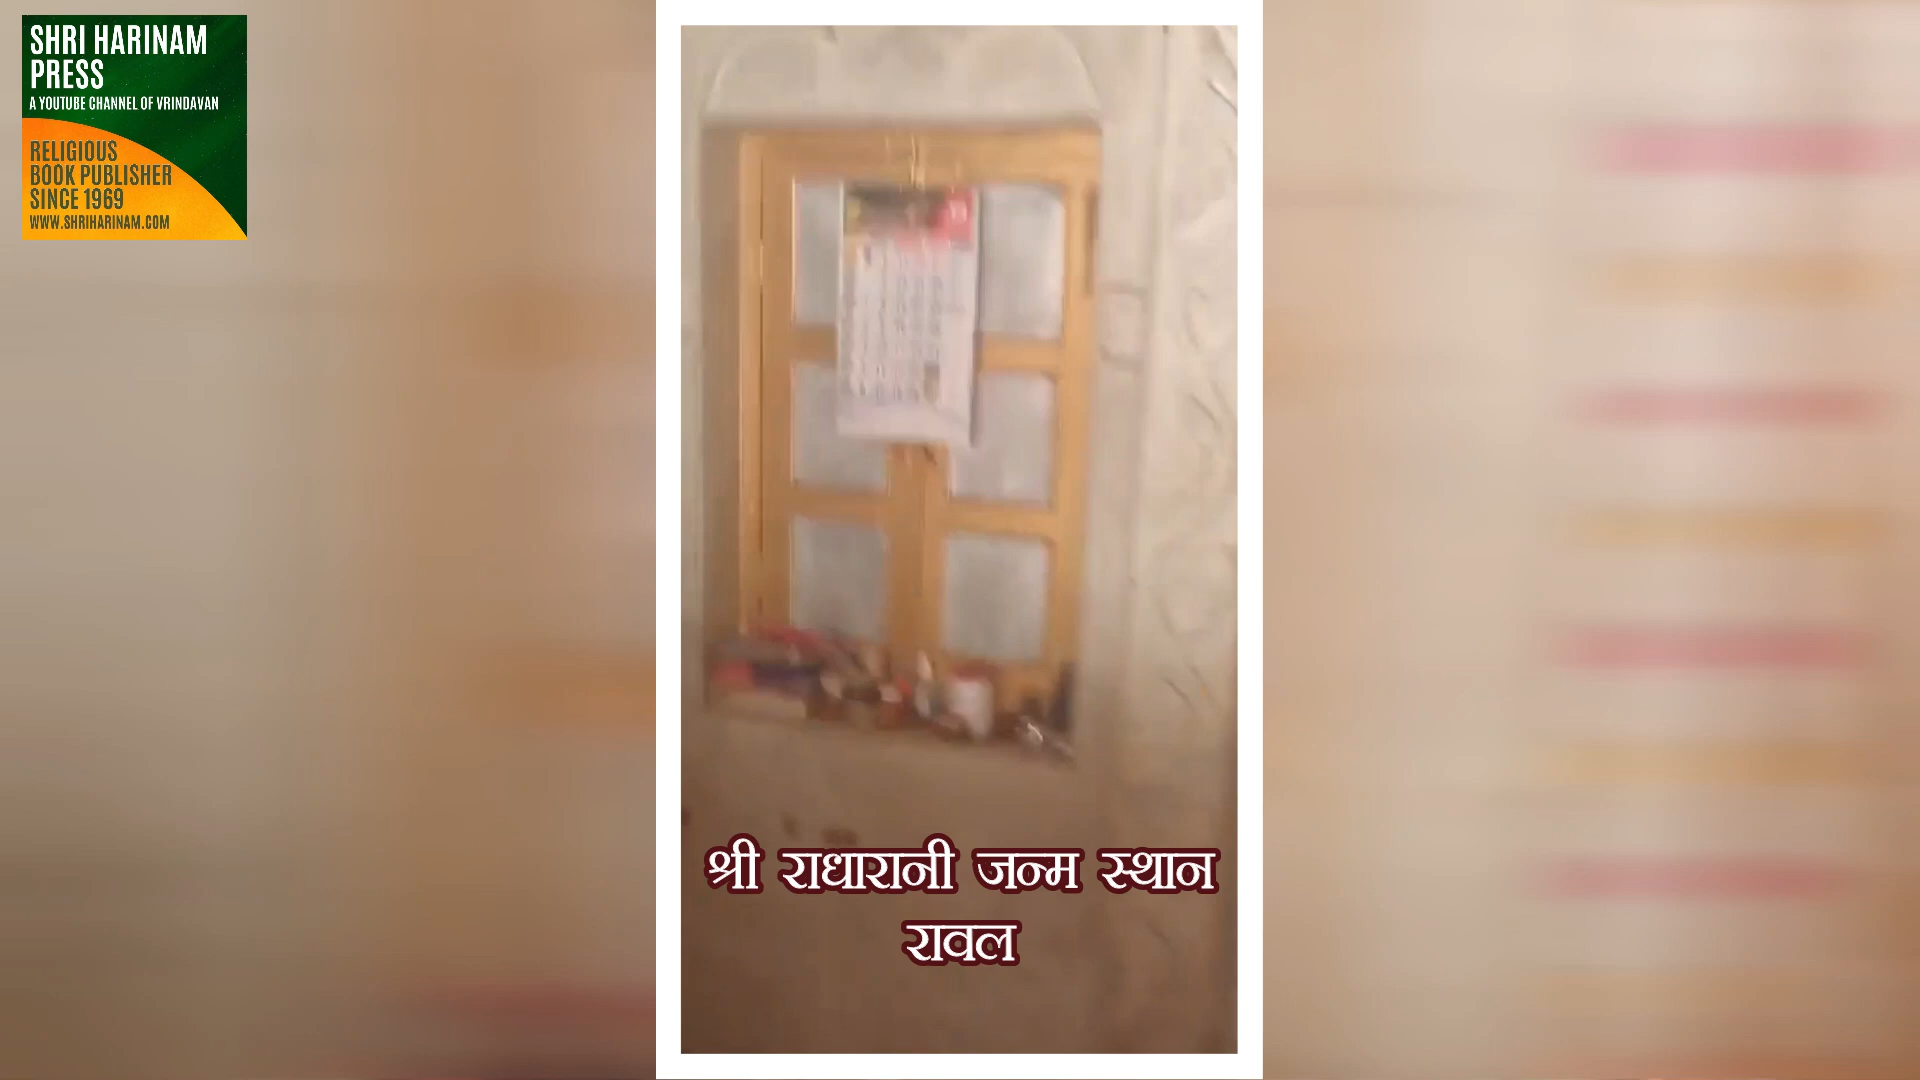 SHRI HARINAM
PRESS
A YOUTUBE CHANNEL OF VRINDAVAN
RELIGIOUS
BOOK PUBLISHER
SINCE 1969
WWW.SHRIHARINAM.COM
श्री राधारानी जन्म स्थान
रावल